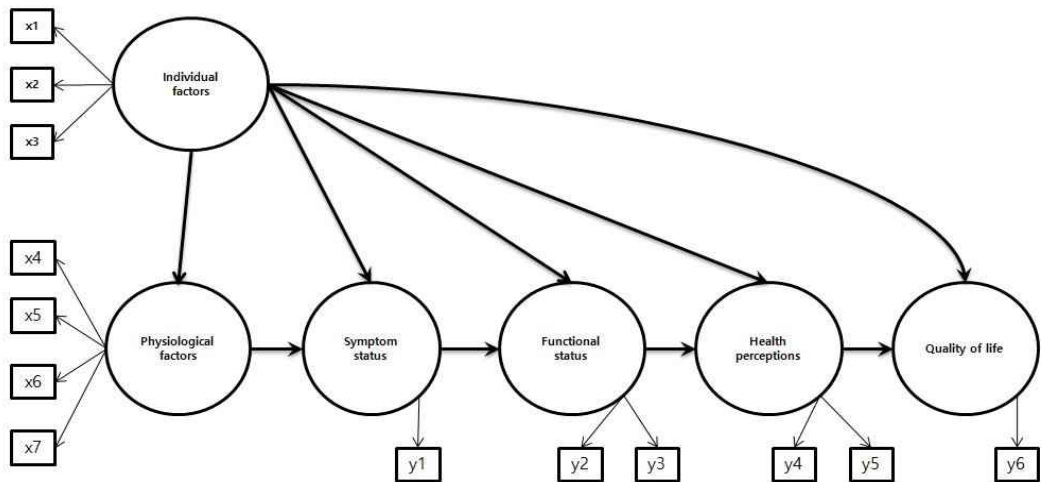 x1
x2
x3
Individual
factors
x4
x5
x6
x7
Physiological
factors
Symptom
status
Functional
status
Health
perceptions
Quality of life
y1
y2
y3
y4
y5
y6